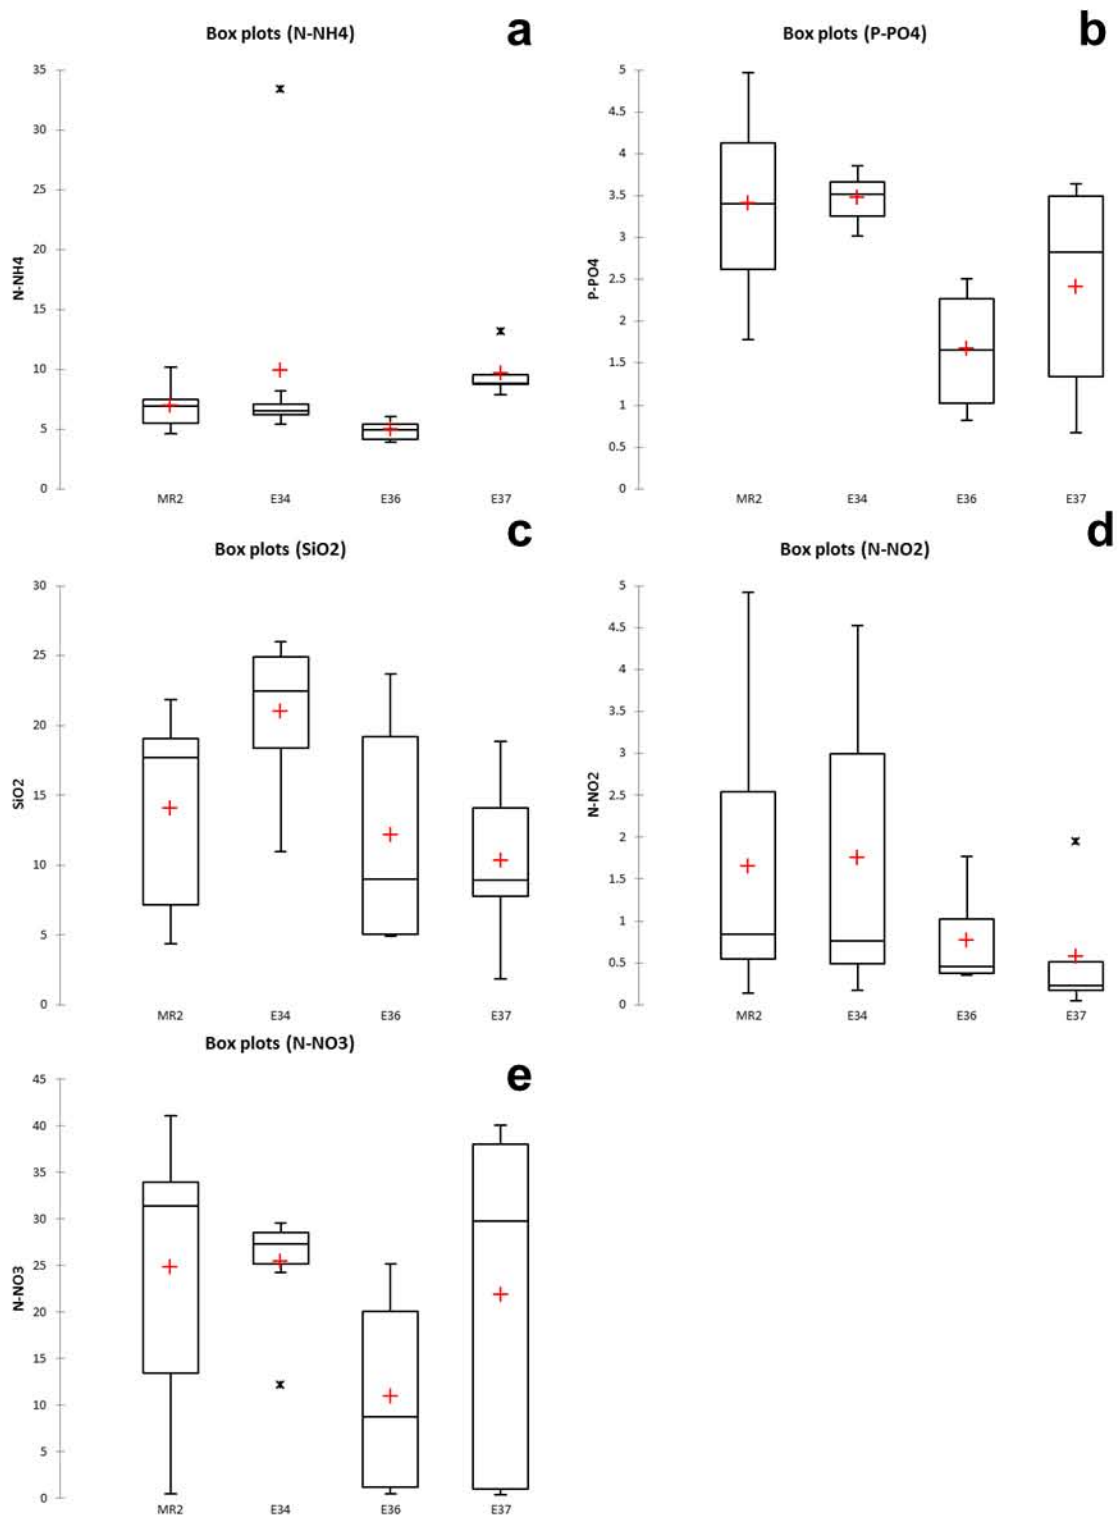 Box plots (N-NH4)
a
35
30
25
20
15
10
5
0
N-NH4
MR2 E34 E36 E37
Box plots (P-PO4)
b
5
4.5
4
3.5
3
2.5
2
1.5
1
0.5
0
P-PO4
MR2 E34 E36 E37
Box plots (SiO2)
c
30
25
20
15
10
5
0
SiO2
MR2 E34 E36 E37
Box plots (N-NO2)
d
5
4.5
4
3.5
3
2.5
2
1.5
1
0.5
0
N-NO2
MR2 E34 E36 E37
Box plots (N-NO3)
e
45
40
35
30
25
20
15
10
5
0
N-NO3
MR2 E34 E36 E37